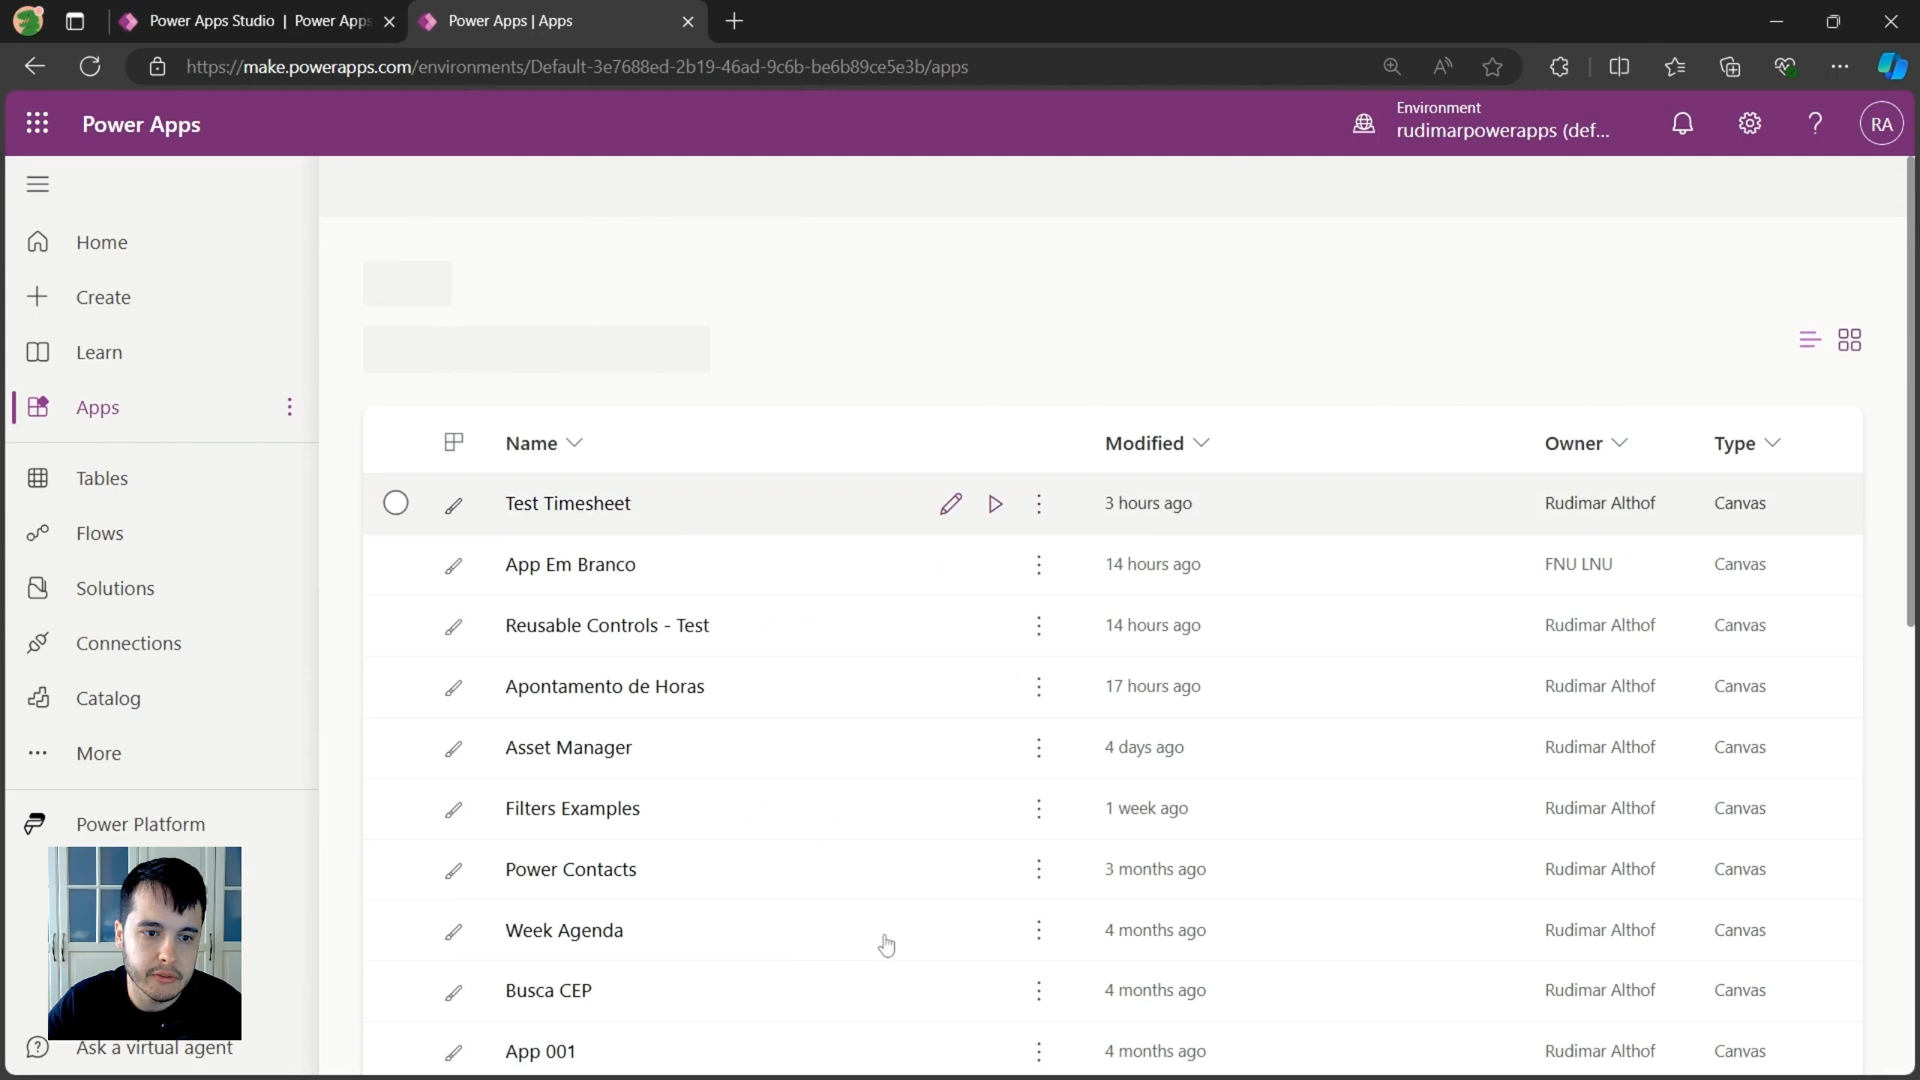 Power Apps Studio | Power Apps
Power Apps | Apps
https://make.powerapps.com/environments/Default-3e7688ed-2b19-46ad-9c6b-be6b89ce5e3b/apps
Power Apps
Environment
rudimarpowerapps (def...
RA
Home
Create
Learn
Apps
Tables
Flows
Solutions
Connections
Catalog
More
Power Platform
Ask a virtual agent
Name Modified Owner Type
Test Timesheet 3 hours ago Rudimar Althof Canvas
App Em Branco 14 hours ago FNU LNU Canvas
Reusable Controls - Test 14 hours ago Rudimar Althof Canvas
Apontamento de Horas 17 hours ago Rudimar Althof Canvas
Asset Manager 4 days ago Rudimar Althof Canvas
Filters Examples 1 week ago Rudimar Althof Canvas
Power Contacts 3 months ago Rudimar Althof Canvas
Week Agenda 4 months ago Rudimar Althof Canvas
Busca CEP 4 months ago Rudimar Althof Canvas
App 001 4 months ago Rudimar Althof Canvas